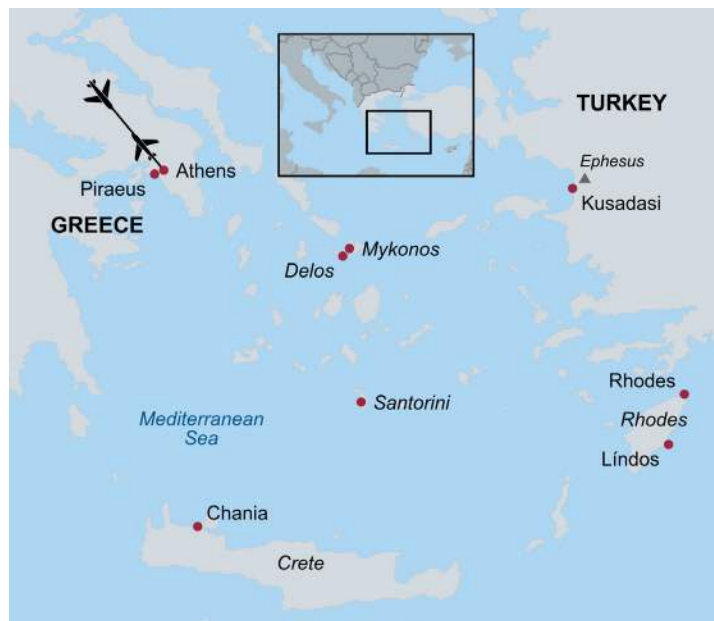 TURKEY
Ephesus
Kusadasi
Athens
Piraeus
GREECE
Mykonos
Delos
Rhodes
Santorini
Rhodes
Mediterranean
Sea
Líndos
Chania
Crete